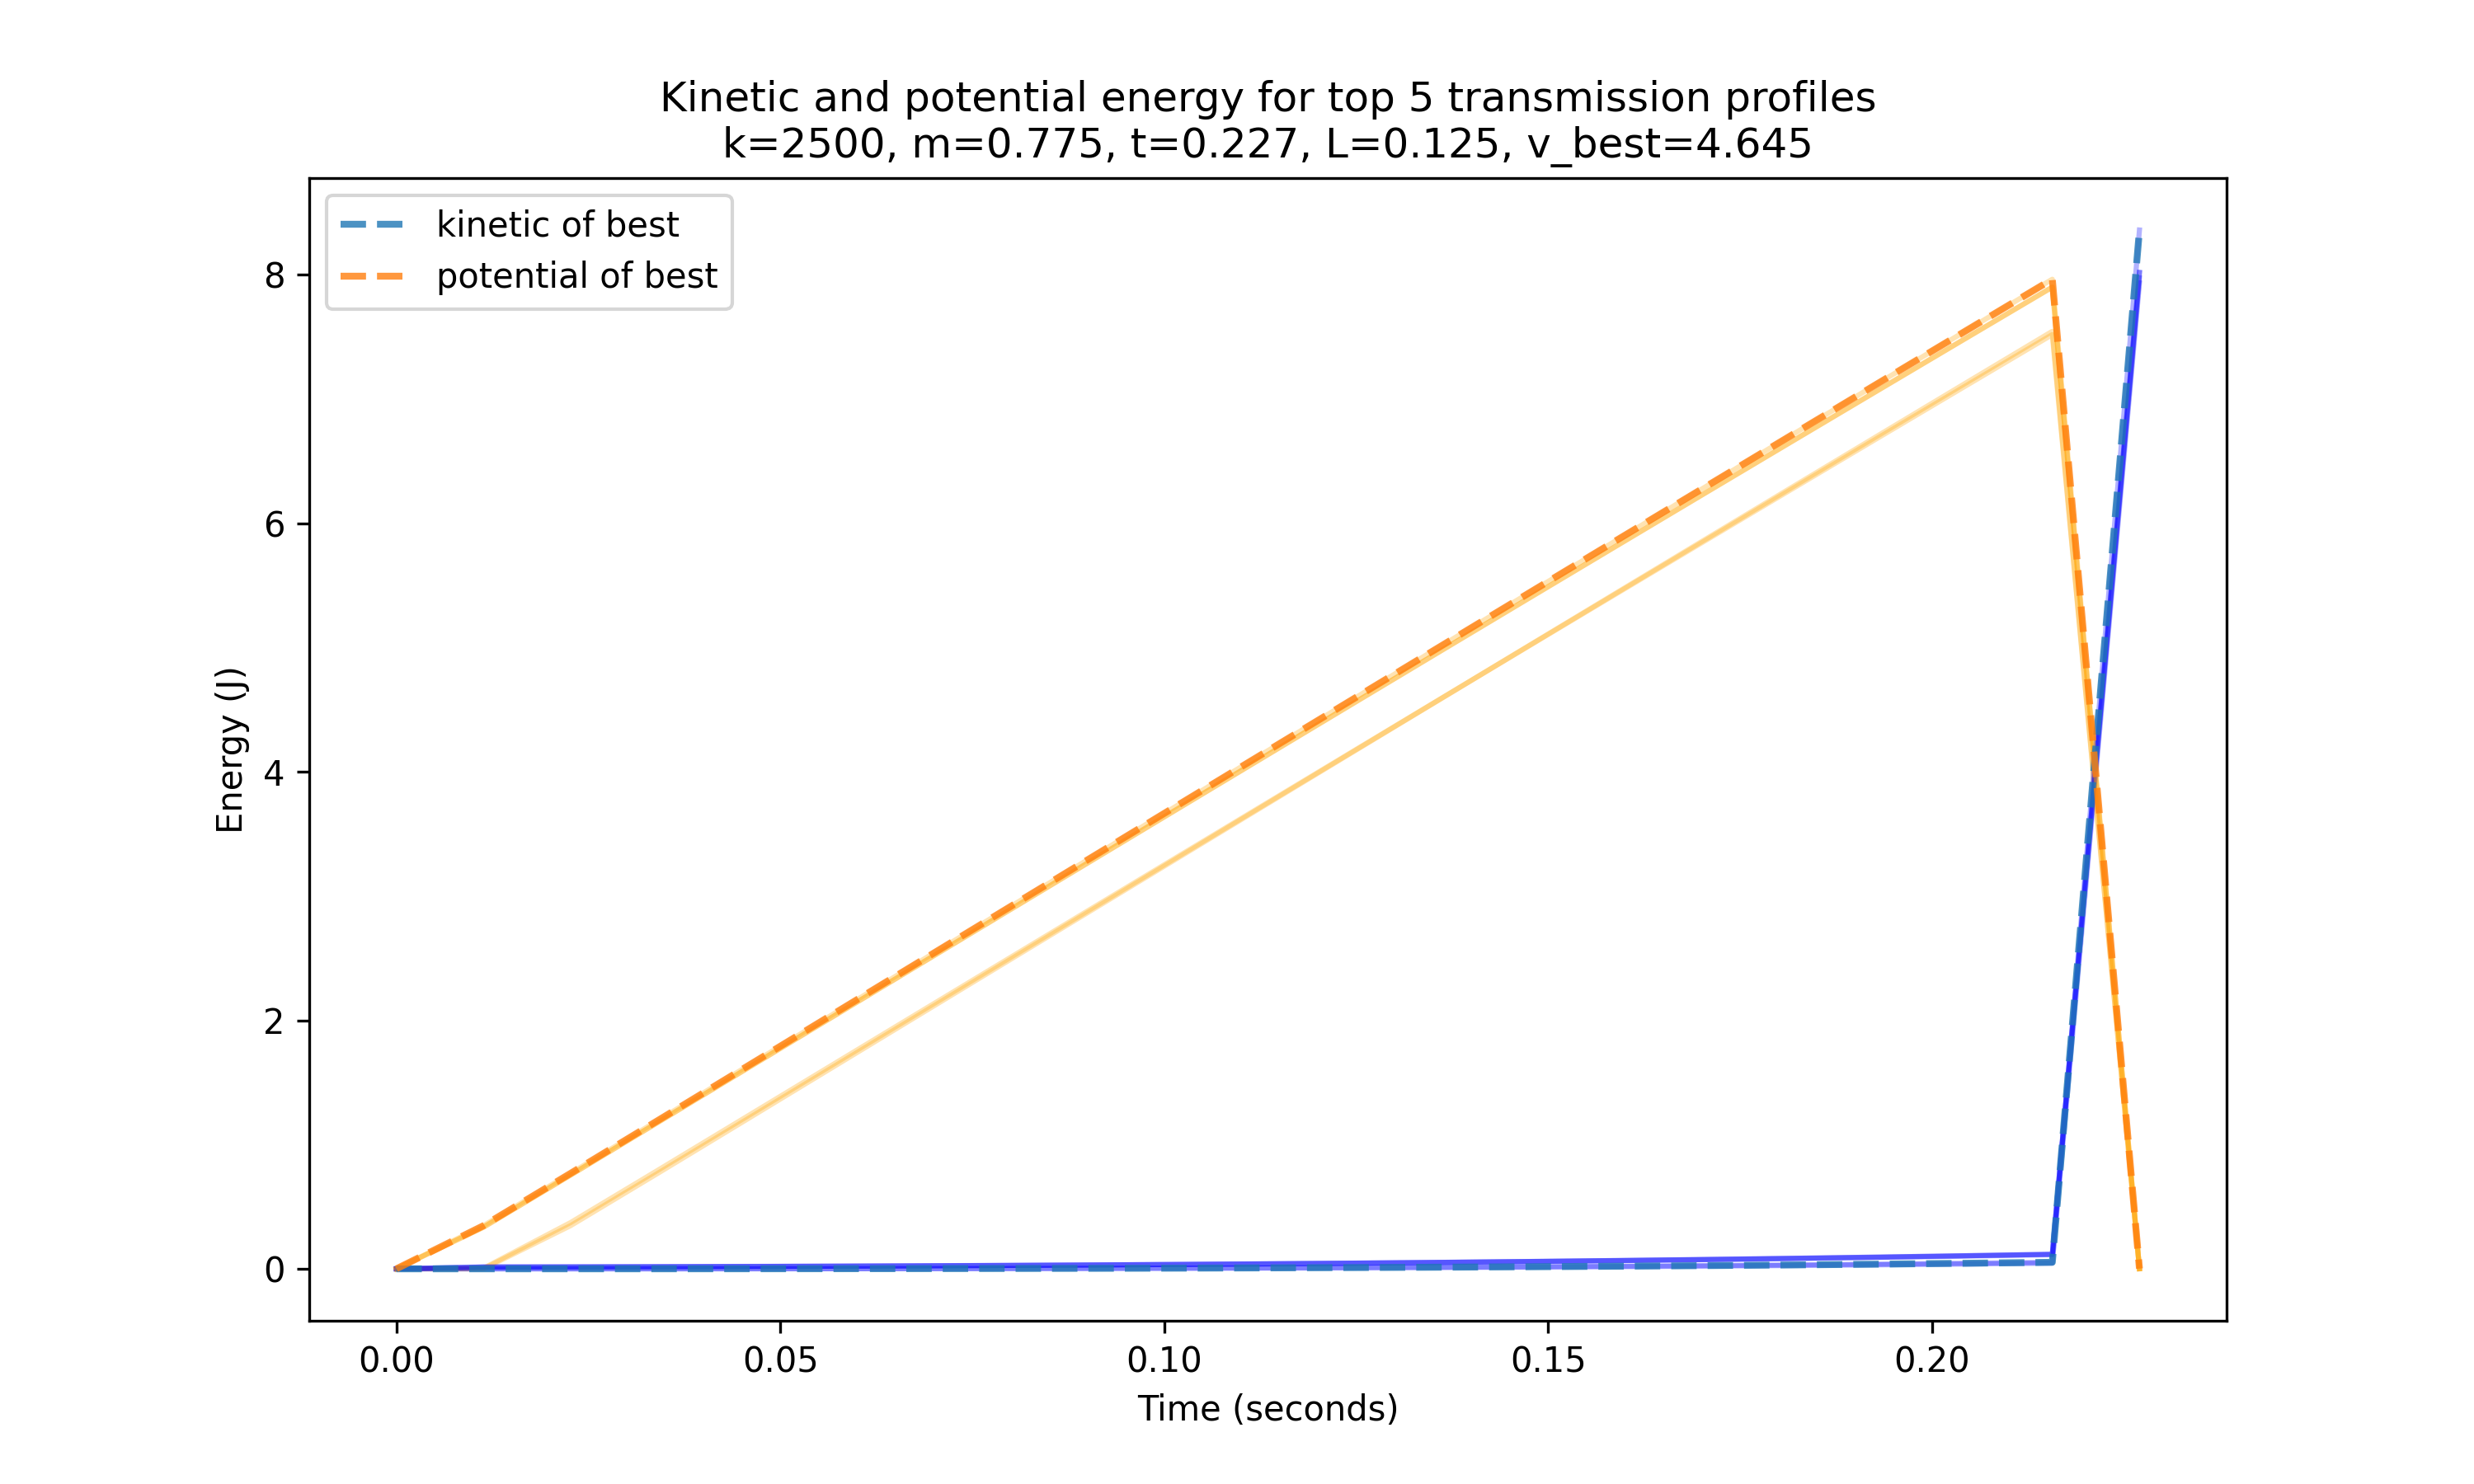 Kinetic and potential energy for top 5 transmission profiles
k=2500, m=0.775, t=0.227, L=0.125, v_best=4.645
kinetic of best
potential of best
8
6
4
2
0
Energy (J)
0.00 0.05 0.10 0.15 0.20
Time (seconds)